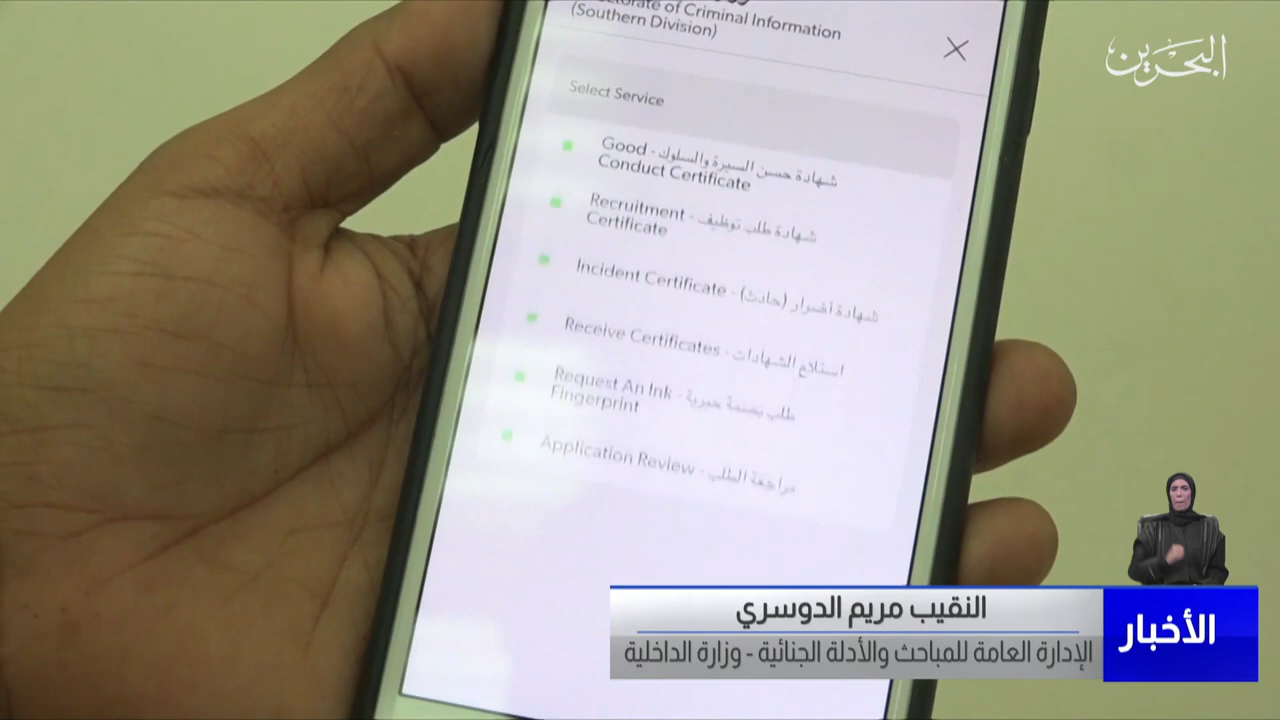 of Criminal Information
(Southern Division)
البحرين
Select Service
Good - شهادة حسن السيرة والسلوك
Conduct Certificate
Recruitment - شهادة طلب توظيف
Certificate
Incident Certificate - شهادة أضرار (حادث)
Receive Certificates - استلام الشهادات
Request An Ink - طلب بصمة حبرية
Fingerprint
Application Review - مراجعة الطلب
النقيب مريم الدوسري
الأخبار
الإدارة العامة للمباحث والأدلة الجنائية - وزارة الداخلية